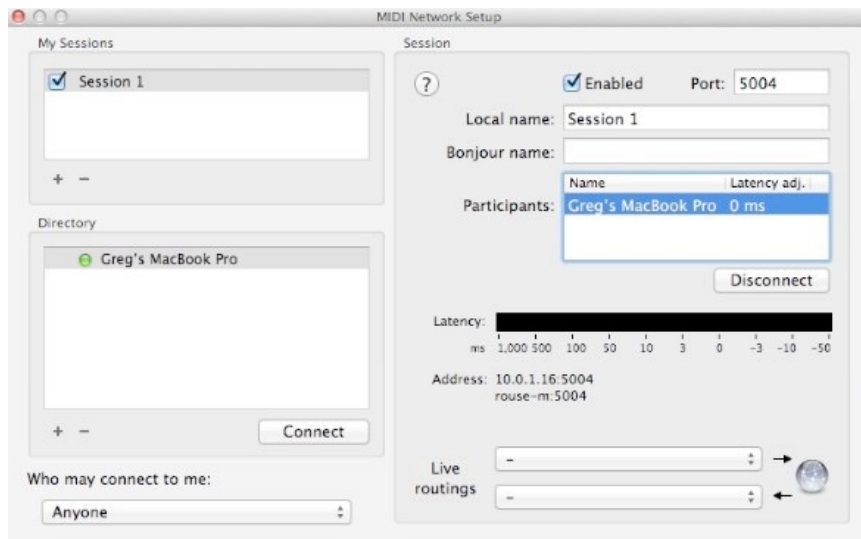 MIDI Network Setup
My Sessions
Session 1
+ −
Directory
Greg's MacBook Pro
+ −
Connect
Who may connect to me:
Anyone
Session
?
Enabled
Port: 5004
Local name: Session 1
Bonjour name:
Participants:
Name Latency adj.
Greg's MacBook Pro 0 ms
Disconnect
Latency:
ms 1,000 500 100 50 10 3 0 -3 -10 -50
Address: 10.0.1.16:5004
rouse-m:5004
Live
routings
-
-